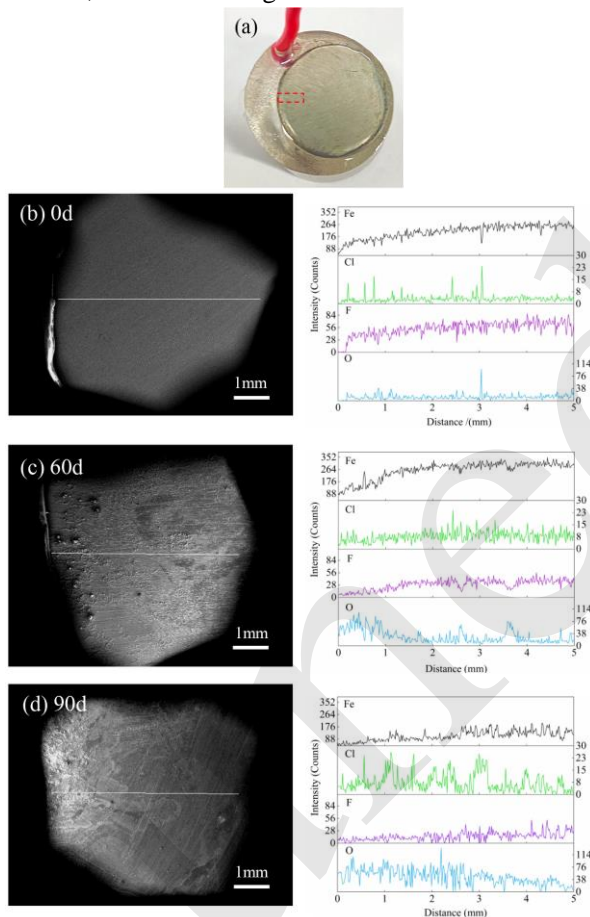 (a)
(b) 0d
1mm
352
264
176
88
Fe
30
Cl
23
15
8
0
84
56
28
0
F
O
114
76
38
0
Intensity (Counts)
0 1 2 3 4 5
Distance /(mm)
(c) 60d
1mm
352
264
176
88
Fe
30
Cl
23
15
8
0
84
56
28
0
F
O
114
76
38
0
Intensity (Counts)
0 1 2 3 4 5
Distance (mm)
(d) 90d
1mm
352
264
176
88
Fe
30
Cl
23
15
8
0
84
56
28
0
F
O
114
76
38
0
Intensity (Counts)
0 1 2 3 4 5
Distance (mm)